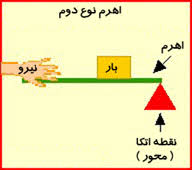 اهرم نوع دوم
اهرم
بار
نیرو
نقطه اتکا
( محور )